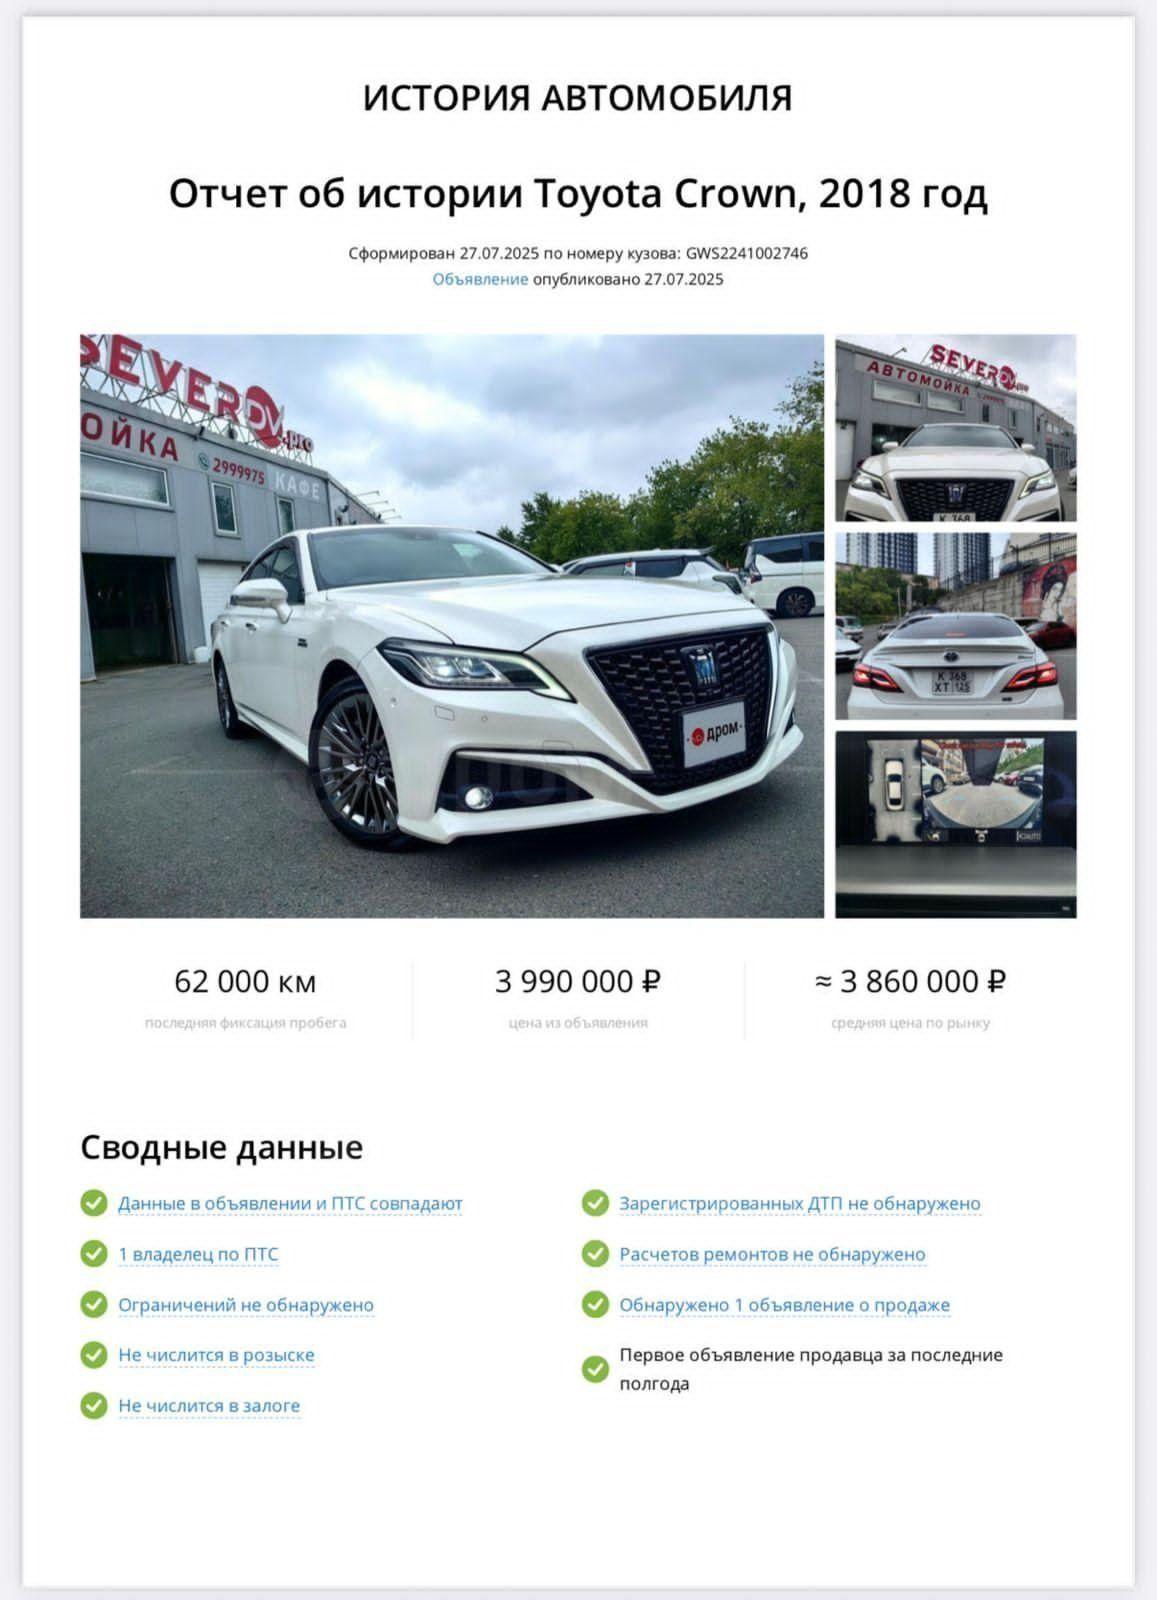 ИСТОРИЯ АВТОМОБИЛЯ
Отчет об истории Toyota Crown, 2018 год
Сформирован 27.07.2025 по номеру кузова: GWS2241002746
Объявление опубликовано 27.07.2025
SEVER
DV.pro
ОЙКА
2999975
КАФЕ
дром
SEVER
АВТОМОЙКА
К 368
К 368
ХТ 125
62 000 км
последняя фиксация пробега
3 990 000 ₽
цена из объявления
≈ 3 860 000 ₽
средняя цена по рынку
Сводные данные
Данные в объявлении и ПТС совпадают
1 владелец по ПТС
Ограничений не обнаружено
Не числится в розыске
Не числится в залоге
Зарегистрированных ДТП не обнаружено
Расчетов ремонтов не обнаружено
Обнаружено 1 объявление о продаже
Первое объявление продавца за последние
полгода